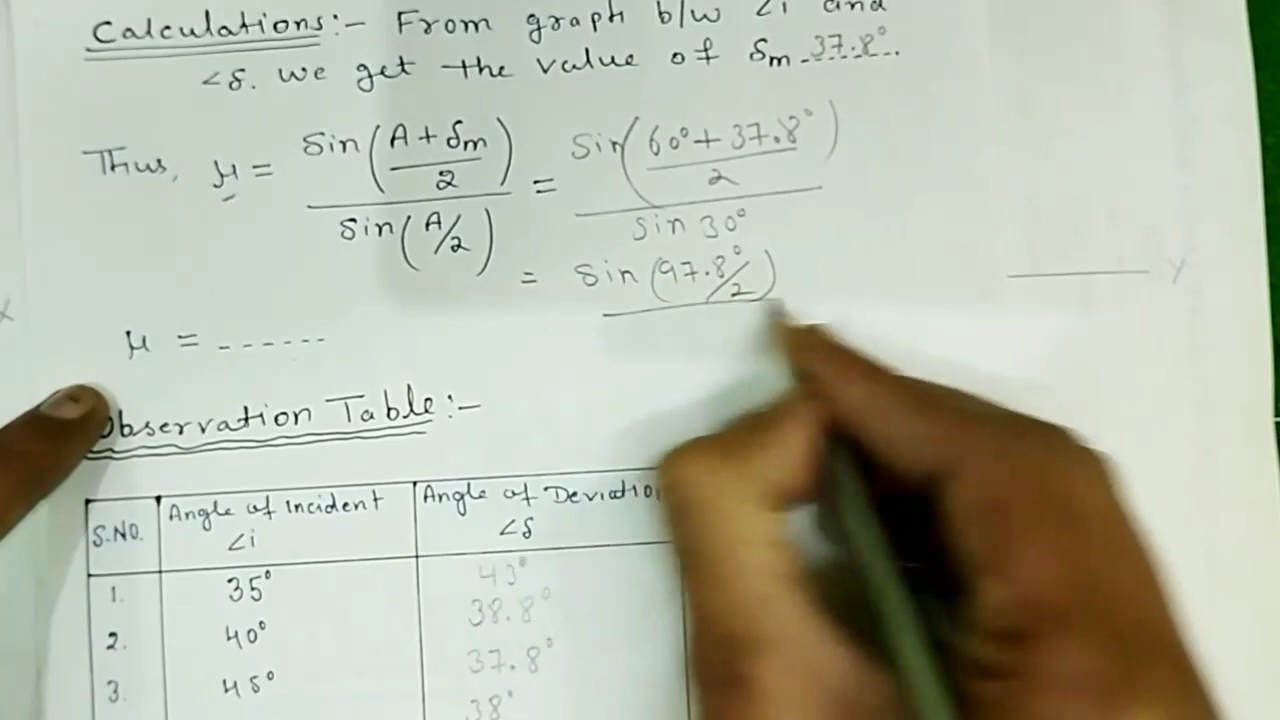 Calculations:- From graph b/w ∠i and
∠δ. we get the value of δm 37.8°.
Thus, μ = sin(A + δm / 2) / sin(A/2) = sin(60° + 37.8° / 2) / sin 30°
= sin(97.8°/2)
Y
X
μ = ------
Observation Table:-
S.NO. Angle of Incident ∠i Angle of Deviation ∠δ
1. 35° 43°
2. 40° 38.8°
3. 45° 37.8°
38°